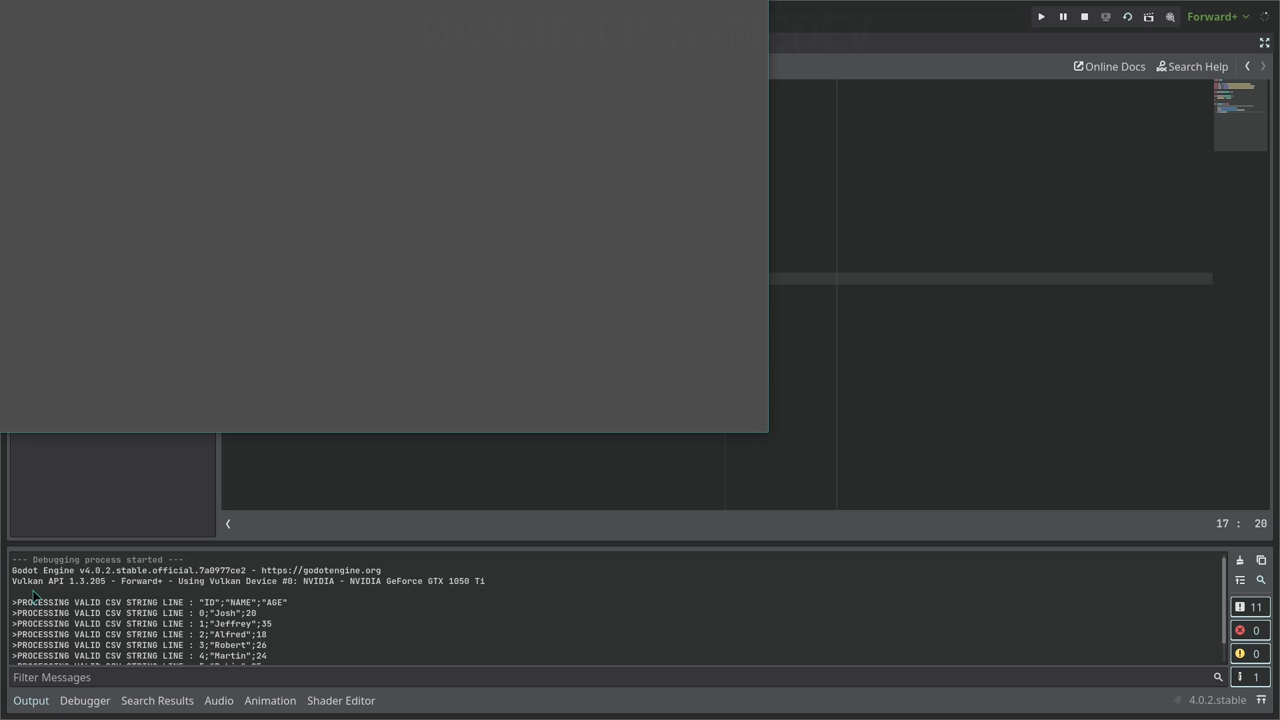 Forward+
Online Docs
Search Help
17 : 20
--- Debugging process started ---
Godot Engine v4.0.2.stable.official.7a0977ce2 - https://godotengine.org
Vulkan API 1.3.205 - Forward+ - Using Vulkan Device #0: NVIDIA - NVIDIA GeForce GTX 1050 Ti
>PROCESSING VALID CSV STRING LINE : "ID";"NAME";"AGE"
>PROCESSING VALID CSV STRING LINE : 0;"Josh";20
>PROCESSING VALID CSV STRING LINE : 1;"Jeffrey";35
>PROCESSING VALID CSV STRING LINE : 2;"Alfred";18
>PROCESSING VALID CSV STRING LINE : 3;"Robert";26
>PROCESSING VALID CSV STRING LINE : 4;"Martin";24
11
0
0
1
Filter Messages
Output
Debugger
Search Results
Audio
Animation
Shader Editor
4.0.2.stable